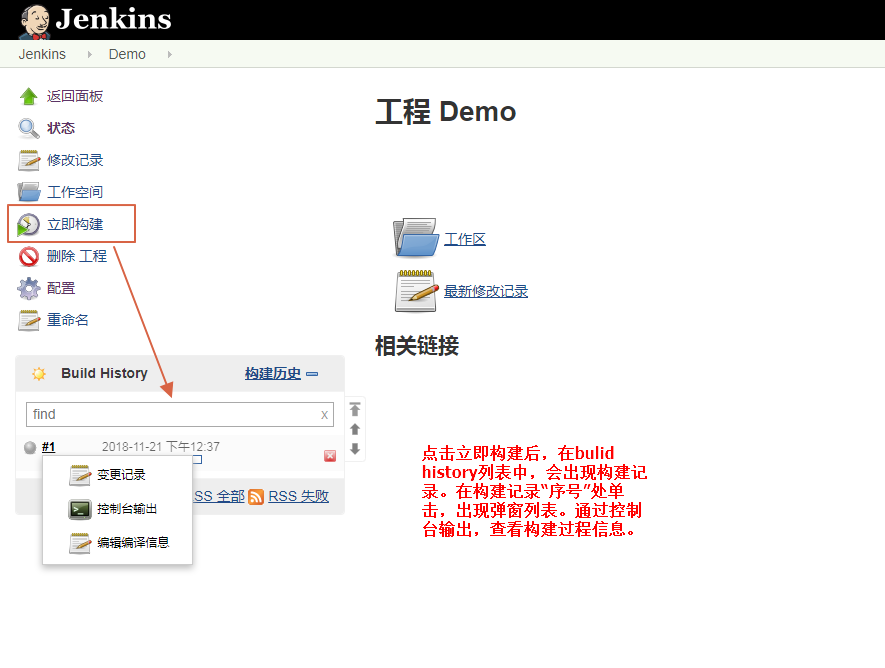 Jenkins
Jenkins Demo
返回面板
状态
修改记录
工作空间
立即构建
删除 工程
配置
重命名
工程 Demo
工作区
最新修改记录
相关链接
Build History 构建历史
find x
#1 2018-11-21 下午12:37
变更记录
控制台输出
编辑编译信息
SS 全部 RSS 失败
点击立即构建后，在bulid
history列表中，会出现构建记
录。在构建记录“序号”处单
击，出现弹窗列表。通过控制
台输出，查看构建过程信息。